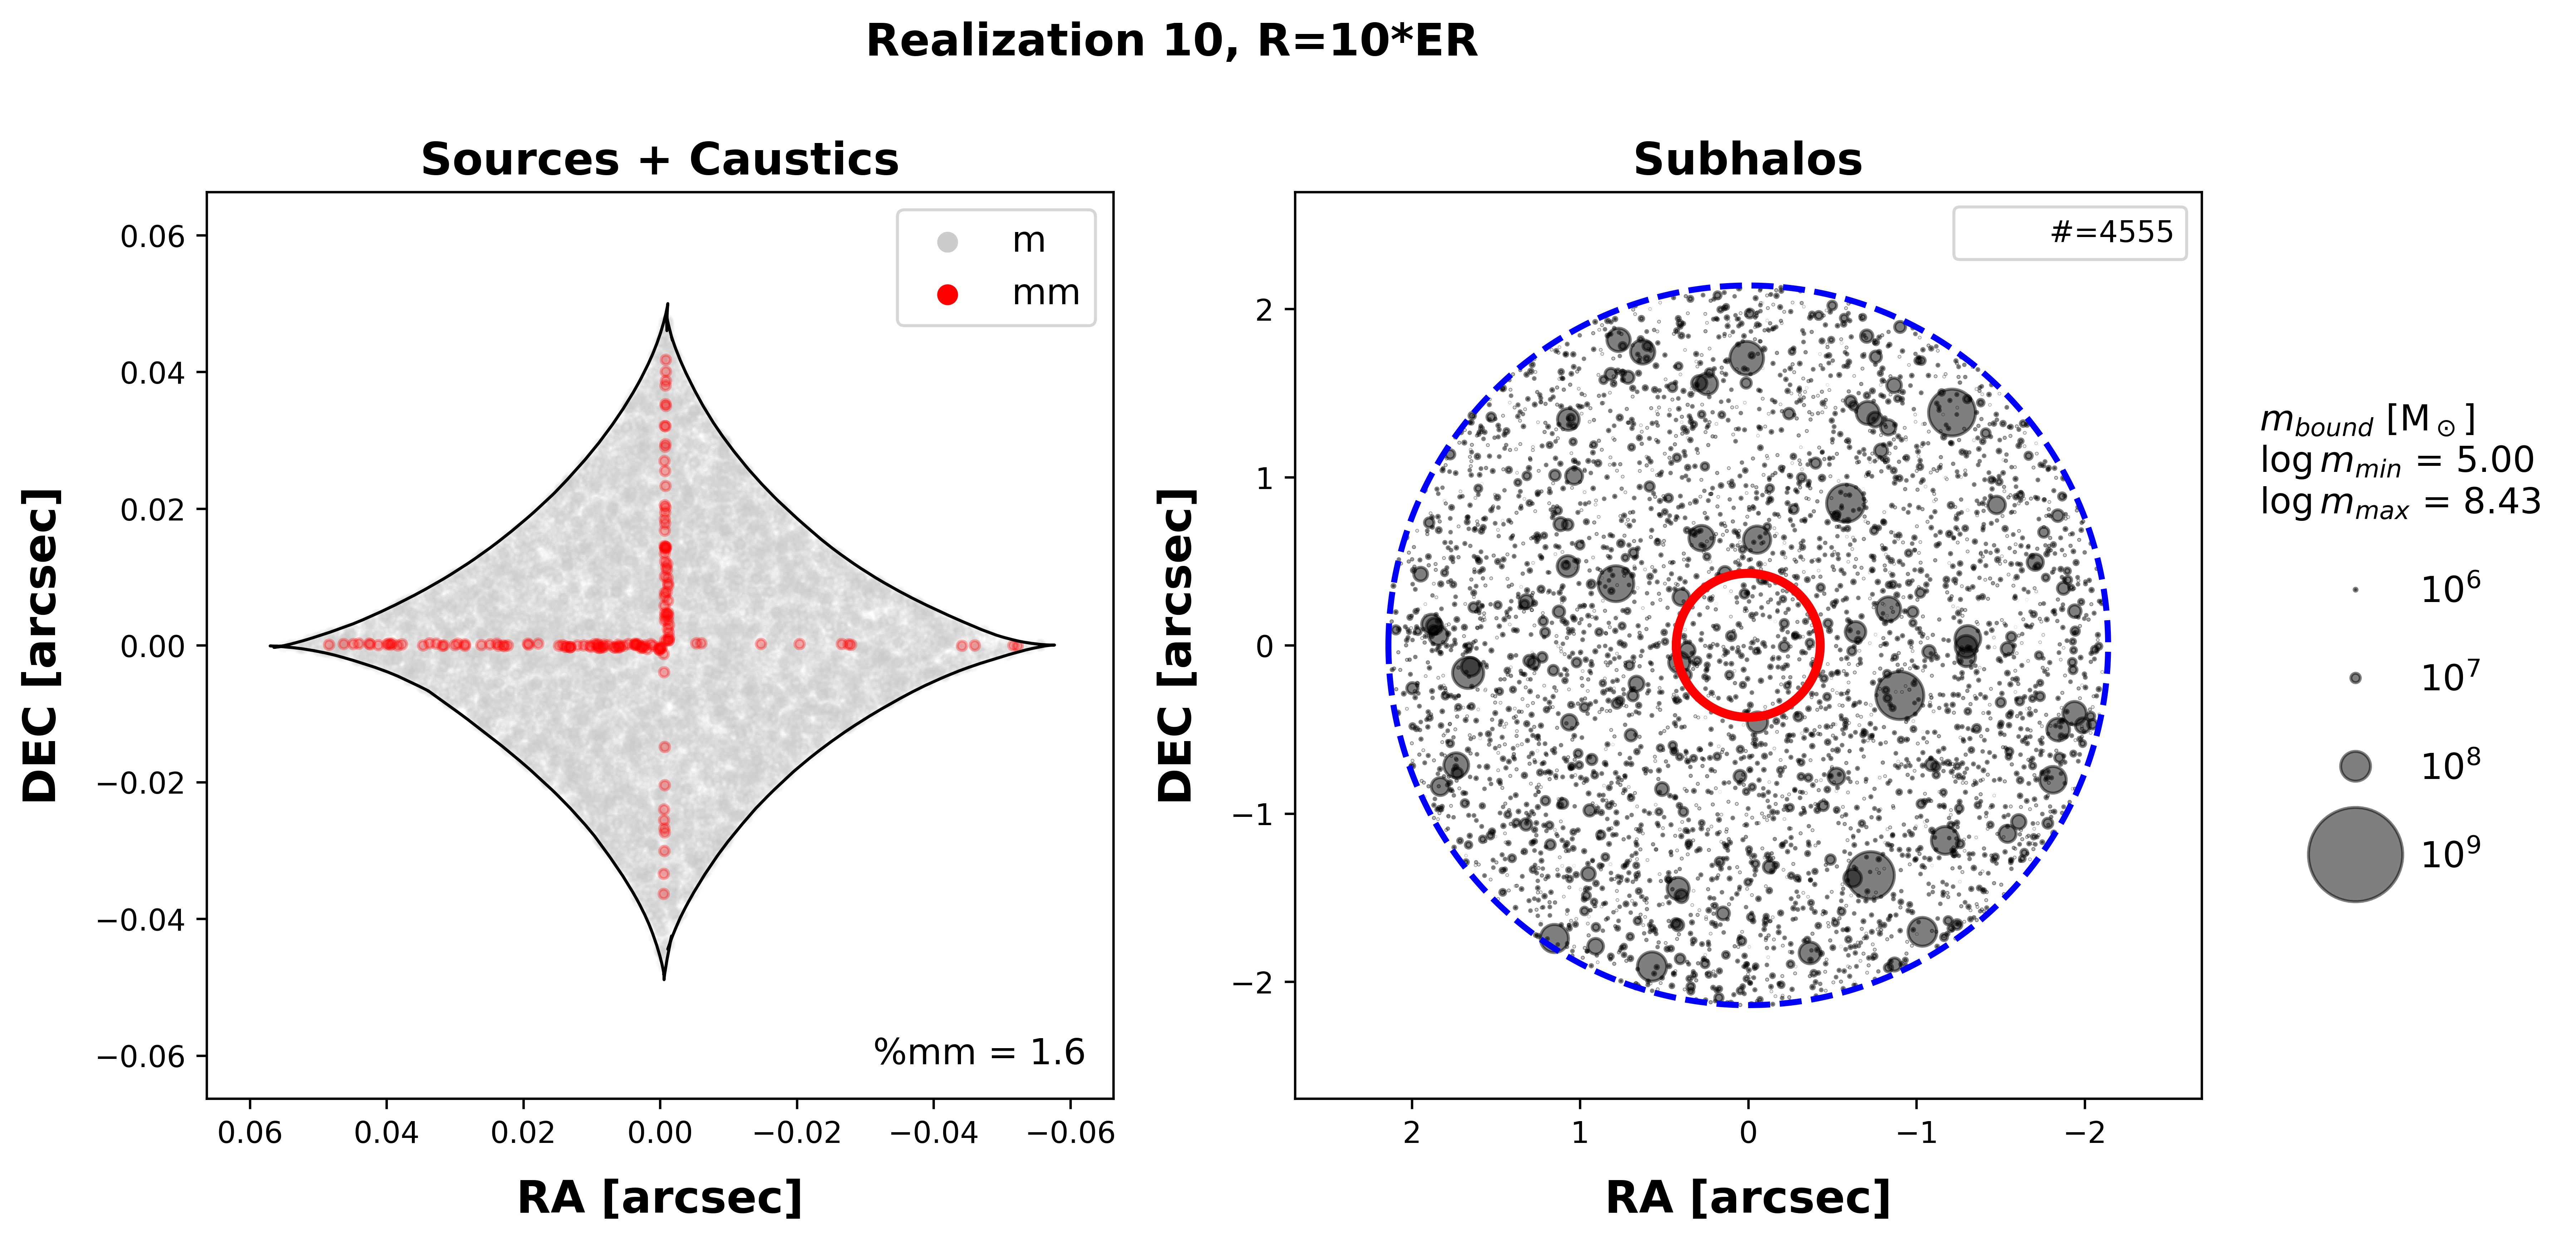 Realization 10, R=10*ER
Sources + Caustics
m
mm
%mm = 1.6
0.06
0.04
0.02
0.00
−0.02
−0.04
−0.06
0.06
0.04
0.02
0.00
−0.02
−0.04
−0.06
DEC [arcsec]
RA [arcsec]
Subhalos
#=4555
2
1
0
−1
−2
2
1
0
−1
−2
DEC [arcsec]
RA [arcsec]
m_bound [M_⊙]
log m_min = 5.00
log m_max = 8.43
10^6
10^7
10^8
10^9